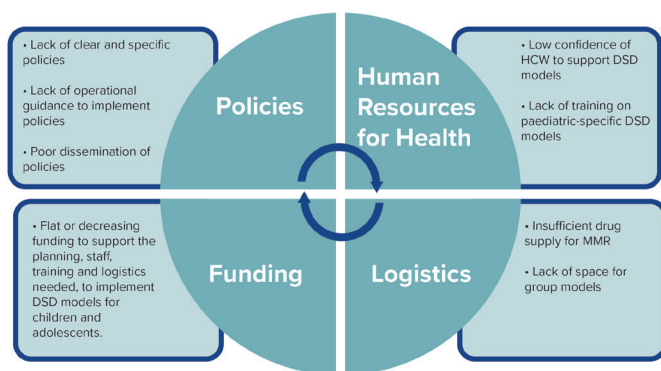 • Lack of clear and specific
policies
• Lack of operational
guidance to implement
policies
• Poor dissemination of
policies
Policies
Human
Resources
for Health
• Low confidence of
HCW to support DSD
models
• Lack of training on
paediatric-specific DSD
models
• Flat or decreasing
funding to support the
planning, staff,
training and logistics
needed, to implement
DSD models for
children and
adolescents.
Funding
Logistics
• Insufficient drug
supply for MMR
• Lack of space for
group models